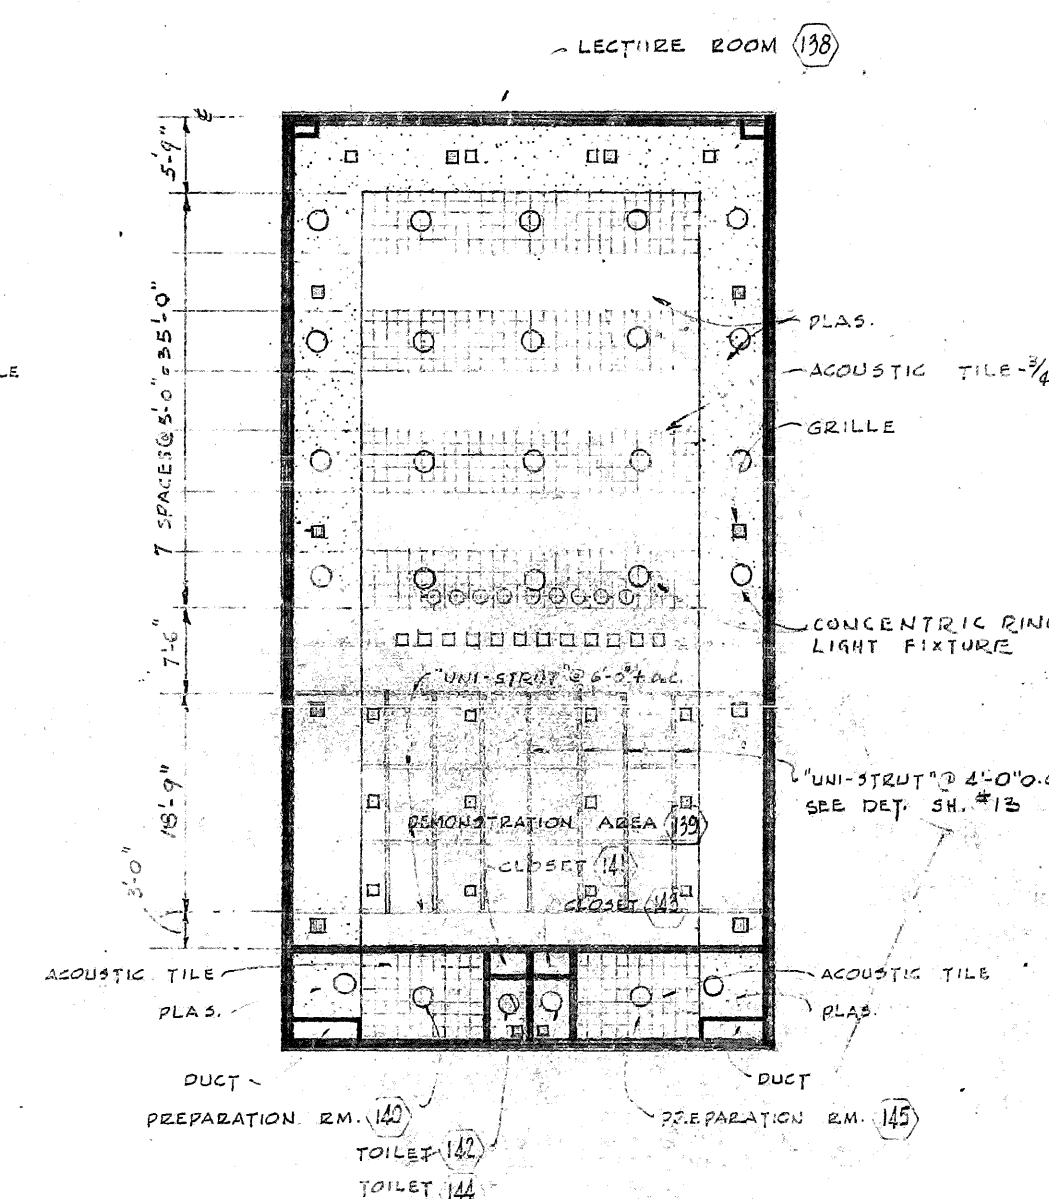 LECTURE ROOM 138
5'-9"
7 SPACES @ 5'-0" = 35'-0"
7'-6"
18'-9"
3'-0"
LE
PLAS.
ACOUSTIC TILE - 3/4
GRILLE
CONCENTRIC RIN
LIGHT FIXTURE
"UNI-STRUT" @ 6'-0"± o.c.
"UNI-STRUT" @ 4'-0" O.C
SEE DET. SH. #13
DEMONSTRATION AREA 139
CLOSET 141
CLOSET 143
ACOUSTIC TILE
PLAS.
ACOUSTIC TILE
PLAS.
DUCT
DUCT
PREPARATION RM. 140
PREPARATION RM. 145
TOILET 142
TOILET 144